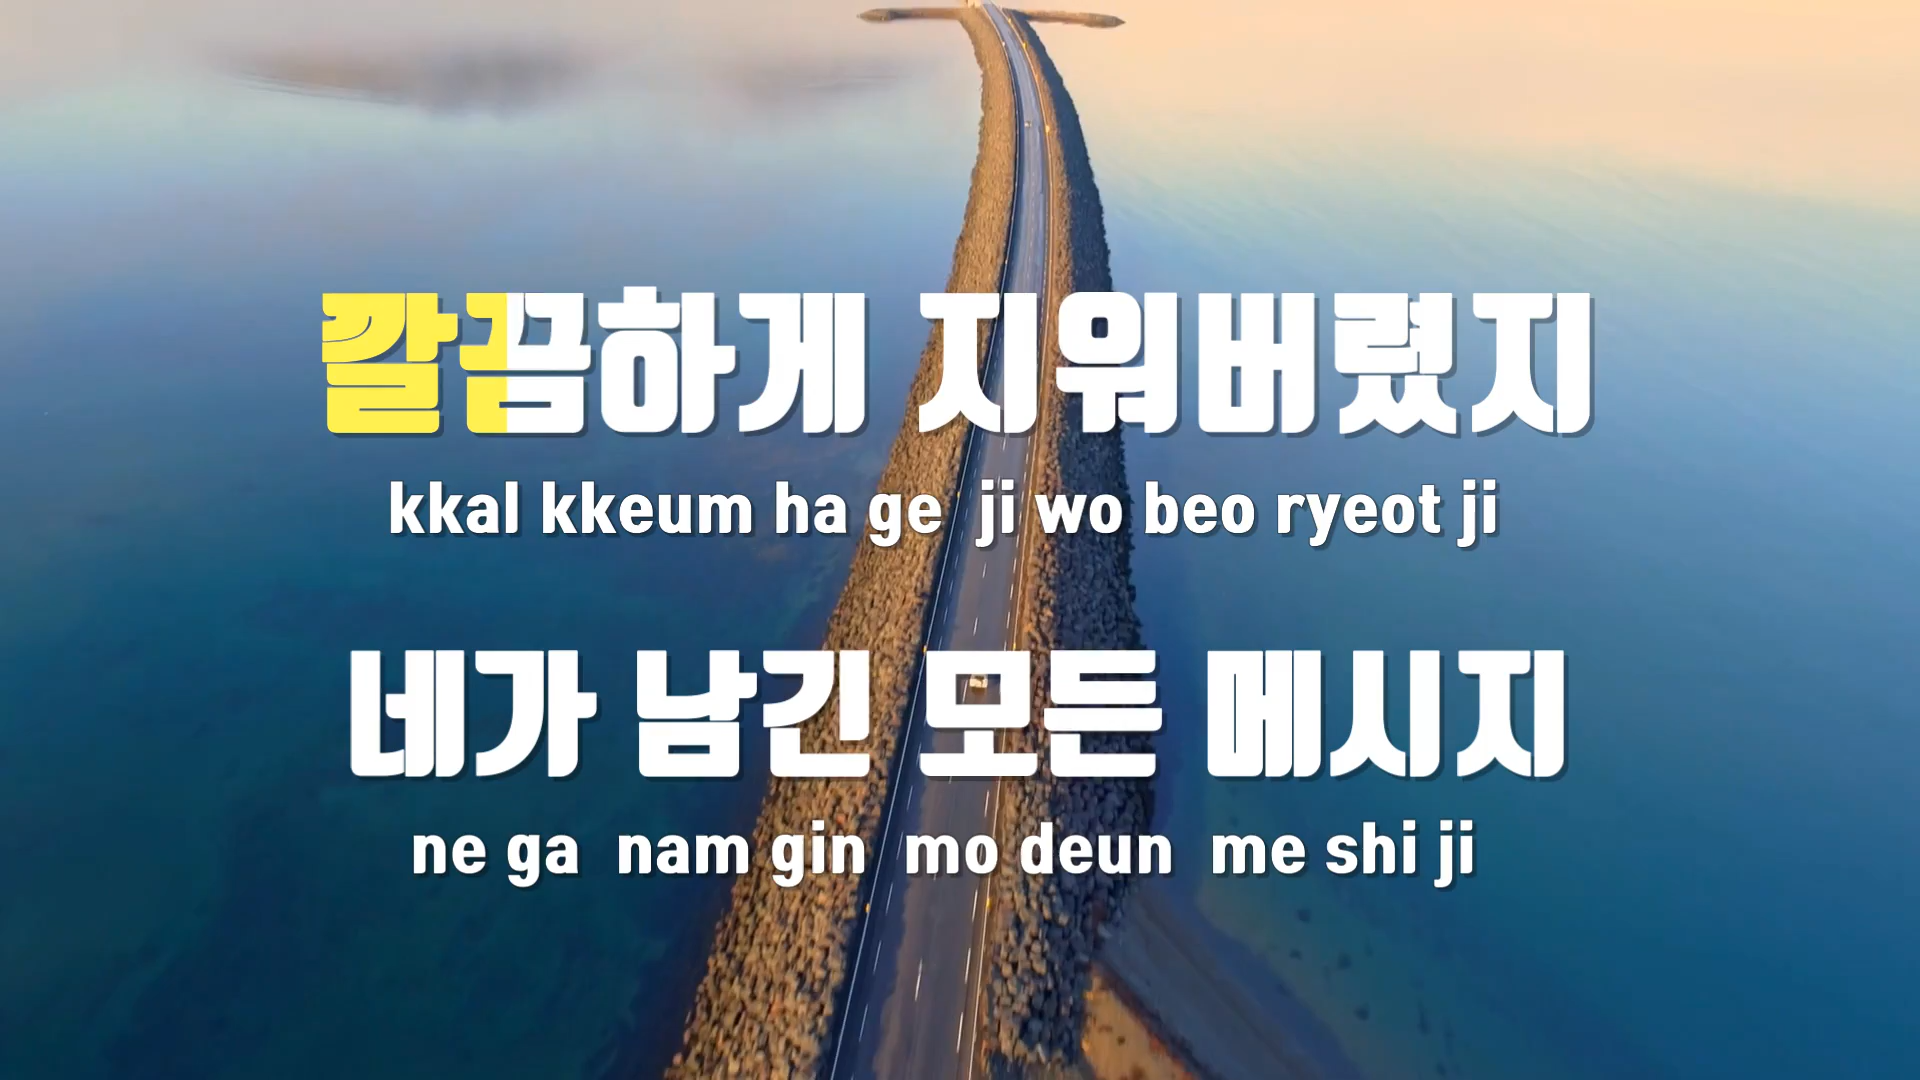 깔끔하게 지워버렸지
kkal kkeum ha ge ji wo beo ryeot ji
네가 남긴 모든 메시지
ne ga nam gin mo deun me shi ji